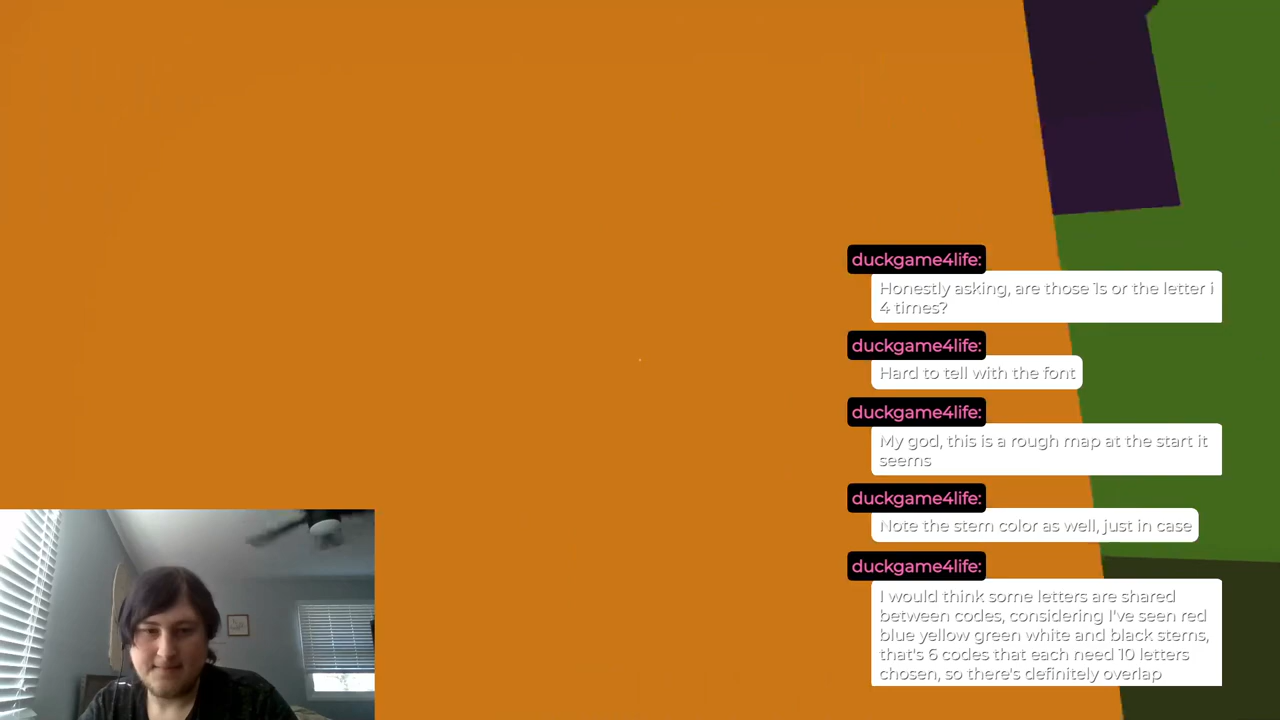 duckgame4life:
Honestly asking, are those 1s or the letter i
4 times?
duckgame4life:
Hard to tell with the font
duckgame4life:
My god, this is a rough map at the start it
seems
duckgame4life:
Note the stem color as well, just in case
duckgame4life:
I would think some letters are shared
between codes, considering I've seen red
blue yellow green white and black stems,
that's 6 codes that each need 10 letters
chosen, so there's definitely overlap